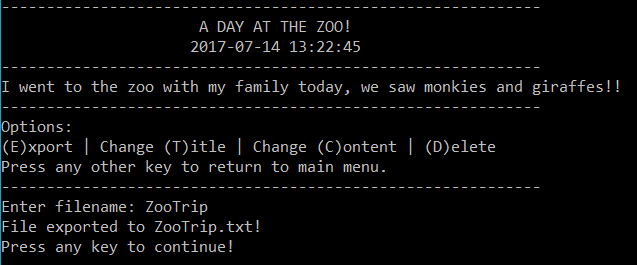 ------------------------------------------------------------
A DAY AT THE ZOO!
2017-07-14 13:22:45
------------------------------------------------------------
I went to the zoo with my family today, we saw monkies and giraffes!!
------------------------------------------------------------
Options:
(E)xport | Change (T)itle | Change (C)ontent | (D)elete
Press any other key to return to main menu.
------------------------------------------------------------
Enter filename: ZooTrip
File exported to ZooTrip.txt!
Press any key to continue!